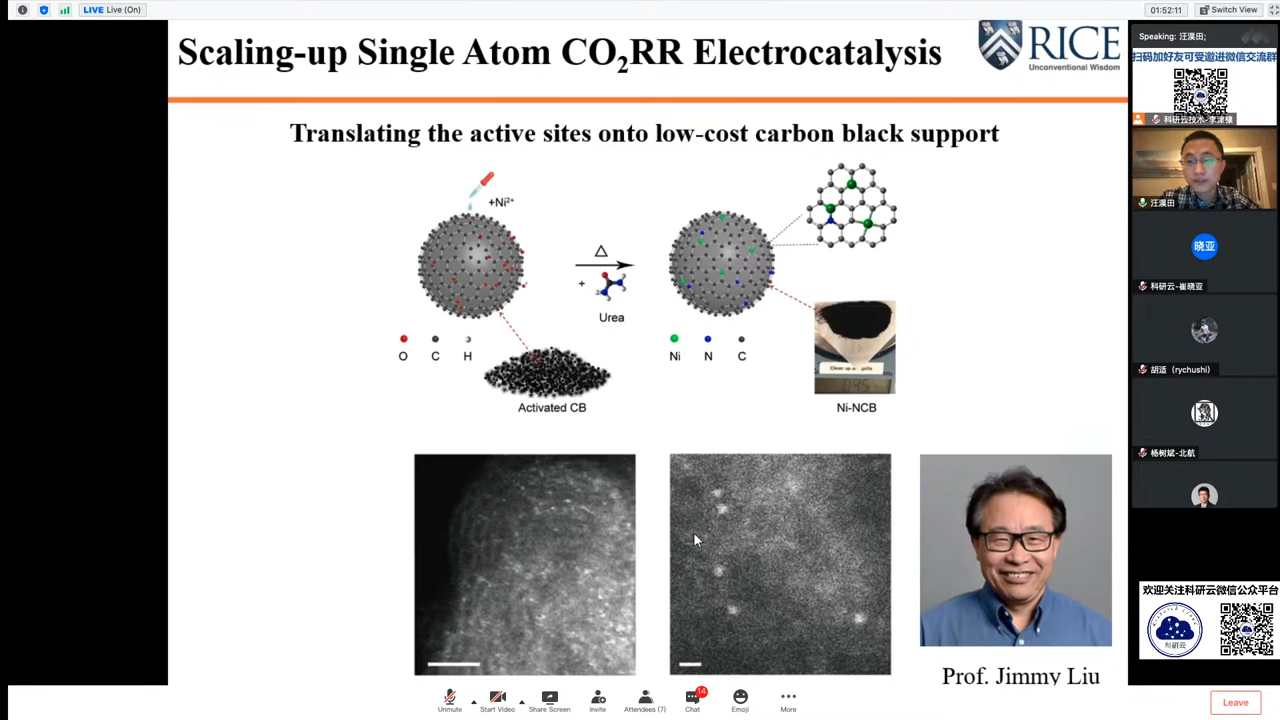 LIVE Live (On)
01:52:11
Switch View
Scaling-up Single Atom CO₂RR Electrocatalysis
RICE
Unconventional Wisdom
Translating the active sites onto low-cost carbon black support
+Ni²⁺
△
+
Urea
O C H
Ni N C
Activated CB
Clean up
Ni-NCB
Prof. Jimmy Liu
Speaking: 汪淏田;
扫码加好友可受邀进微信交流群
汪淏田
晓亚
科研云-崔晓亚
胡适（rychushi）
杨树斌-北航
欢迎关注科研云微信公众平台
科研云
Unmute
Start Video
Share Screen
Invite
Attendees (7)
14
Chat
Emoji
More
Leave